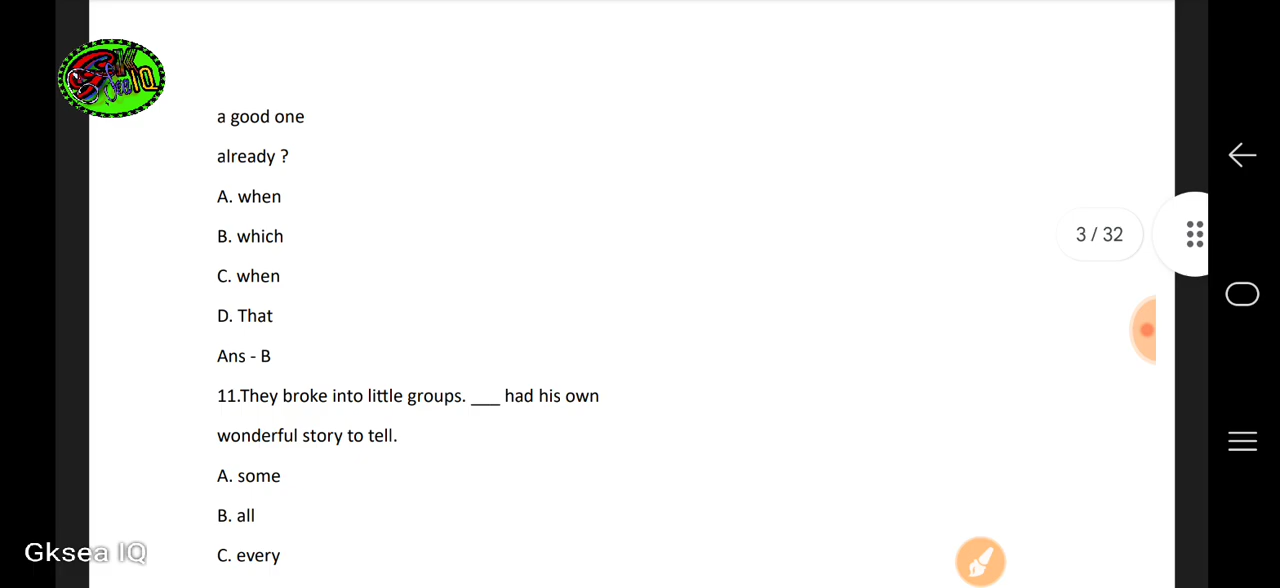 a good one
already ?
A. when
B. which
C. when
D. That
Ans - B
11.They broke into little groups. ___ had his own
wonderful story to tell.
A. some
B. all
C. every
3 / 32
IQ
Gksea IQ